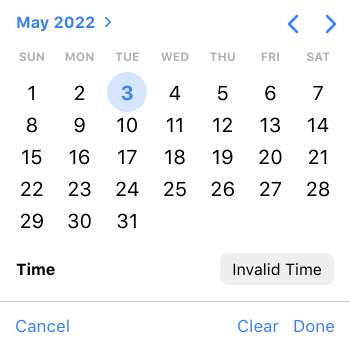 May 2022
SUN MON TUE WED THU FRI SAT
1 2 3 4 5 6 7
8 9 10 11 12 13 14
15 16 17 18 19 20 21
22 23 24 25 26 27 28
29 30 31
Time Invalid Time
Cancel Clear Done